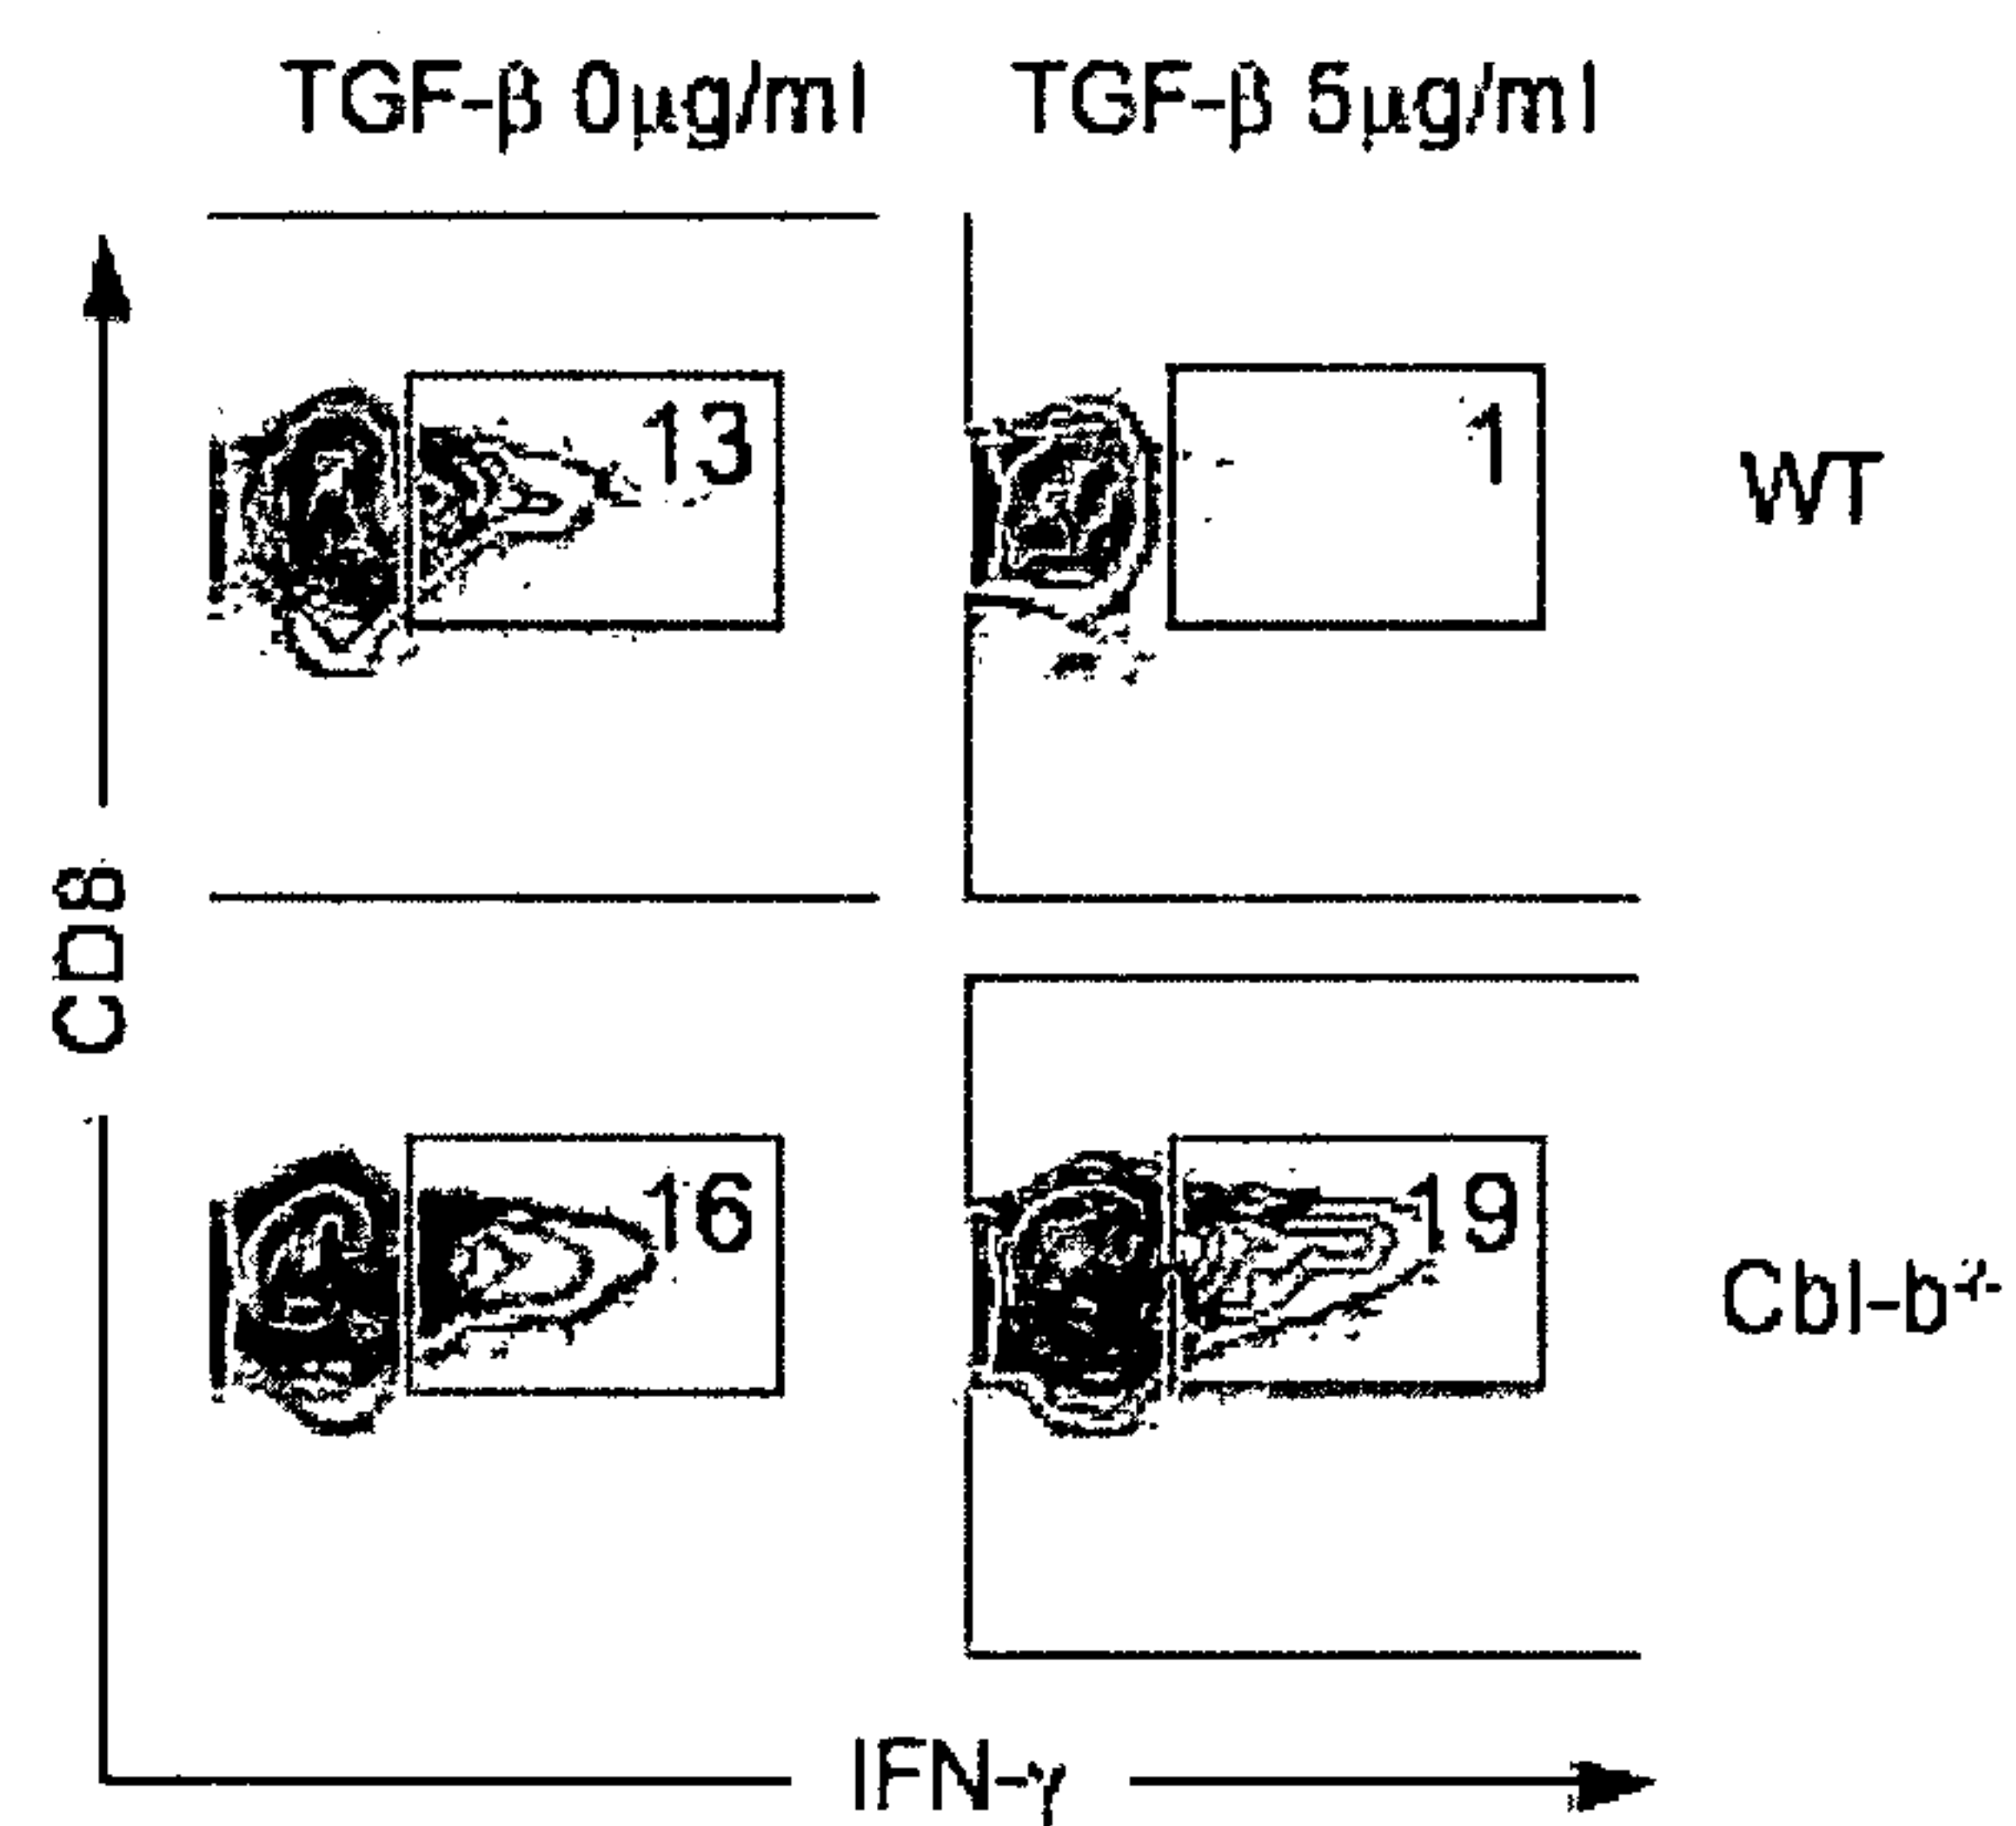 TGF-β 0μg/ml TGF-β 5μg/ml
13
1
WT
CD8
16
19
Cbl-b⁺⁻
IFN-γ